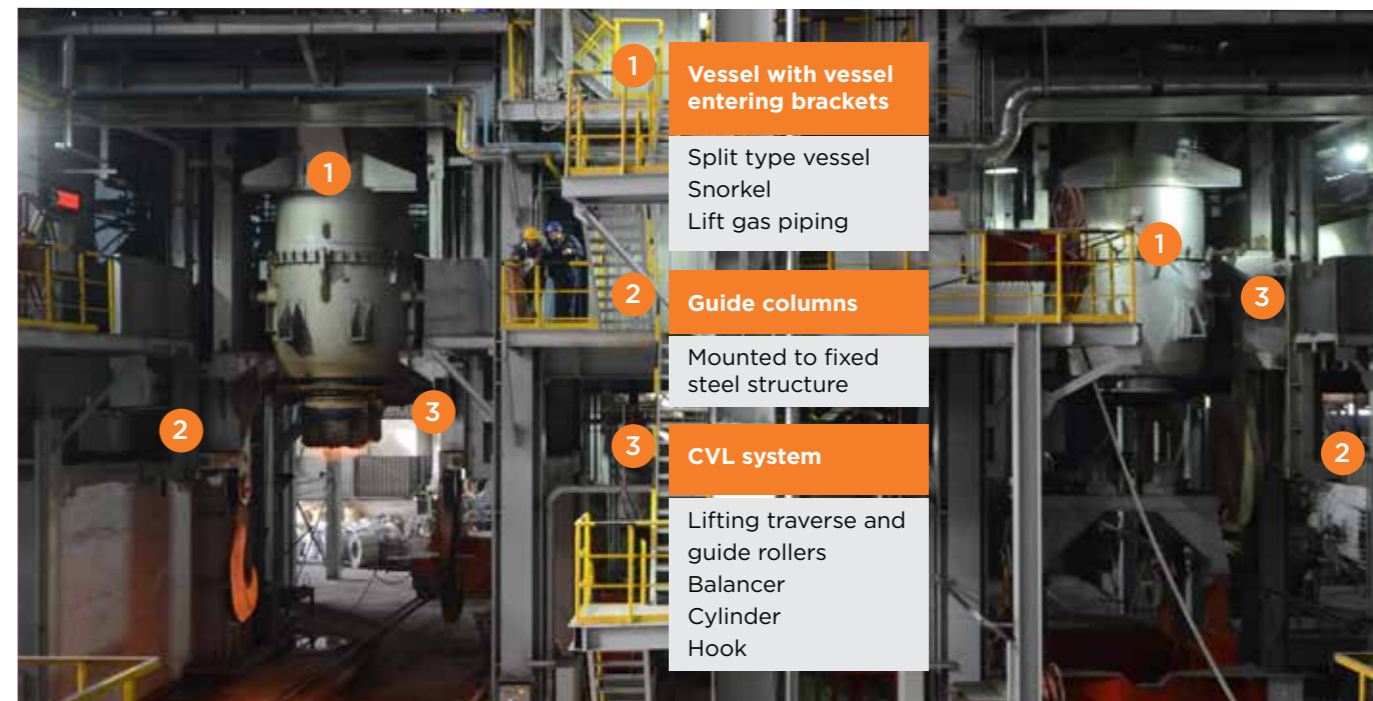 1
Vessel with vessel
entering brackets
Split type vessel
Snorkel
Lift gas piping
2
Guide columns
Mounted to fixed
steel structure
3
CVL system
Lifting traverse and
guide rollers
Balancer
Cylinder
Hook
1
2
3
1
3
2